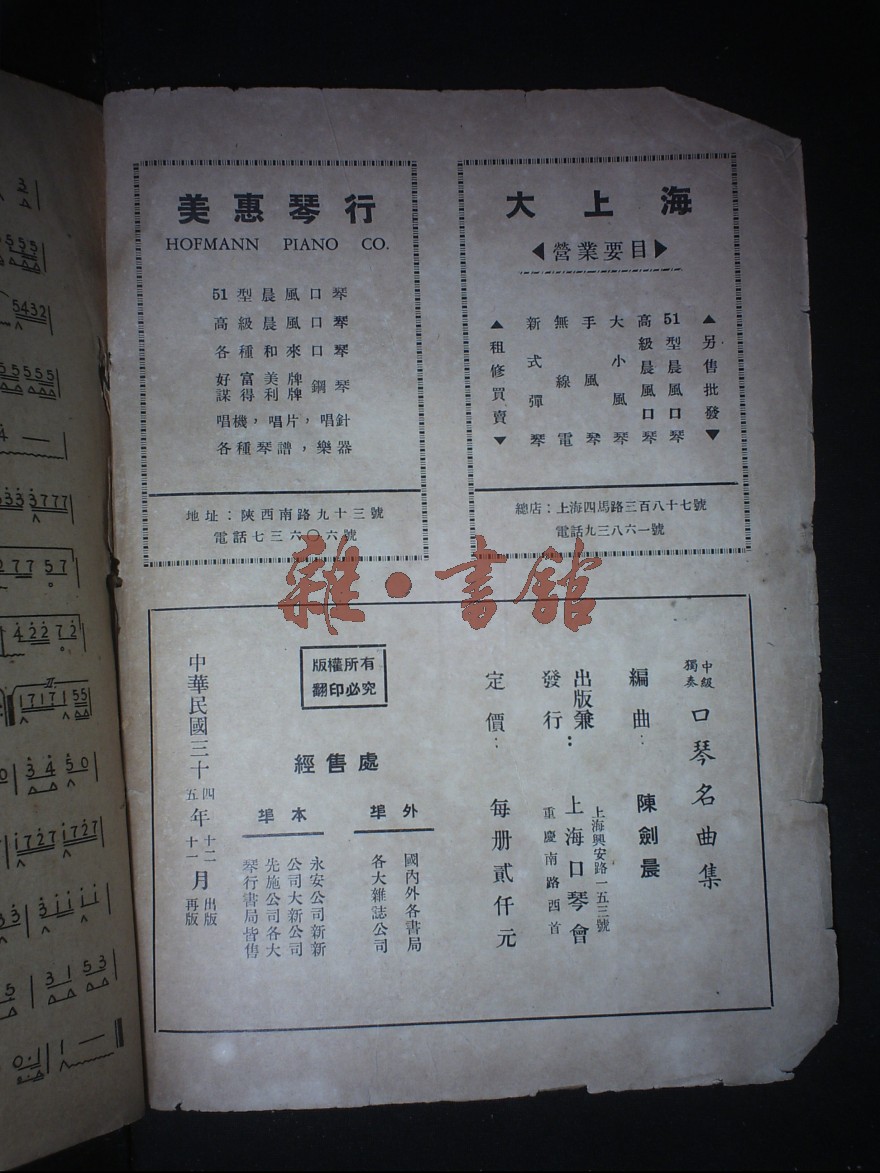 大上海
◀營業要目▶
▲另售批發▼
51型晨風口琴
高級晨風口琴
大小風琴
手風琴
無線電
新式彈琴
▲租修買賣▼
總店：上海四馬路三百八十七號
電話九三八六一號
美惠琴行
HOFMANN PIANO CO.
51型晨風口琴
高級晨風口琴
各種和來口琴
好富美牌
謀得利牌
鋼琴
唱機，唱片，唱針
各種琴譜，樂器
地址：陝西南路九十三號
電話七三六〇六號
雜·書館
中級
獨奏
口琴名曲集
編曲：陳劍晨
出版兼
發行：
上海興安路一五三號
上海口琴會
重慶南路西首
定價：每册貳仟元
經售處
外埠
國內外各書局
各大雜誌公司
本埠
永安公司新新
公司大新公司
先施公司各大
琴行書局皆售
版權所有
翻印必究
中華民國三十四年十二月出版
五 十一 再版